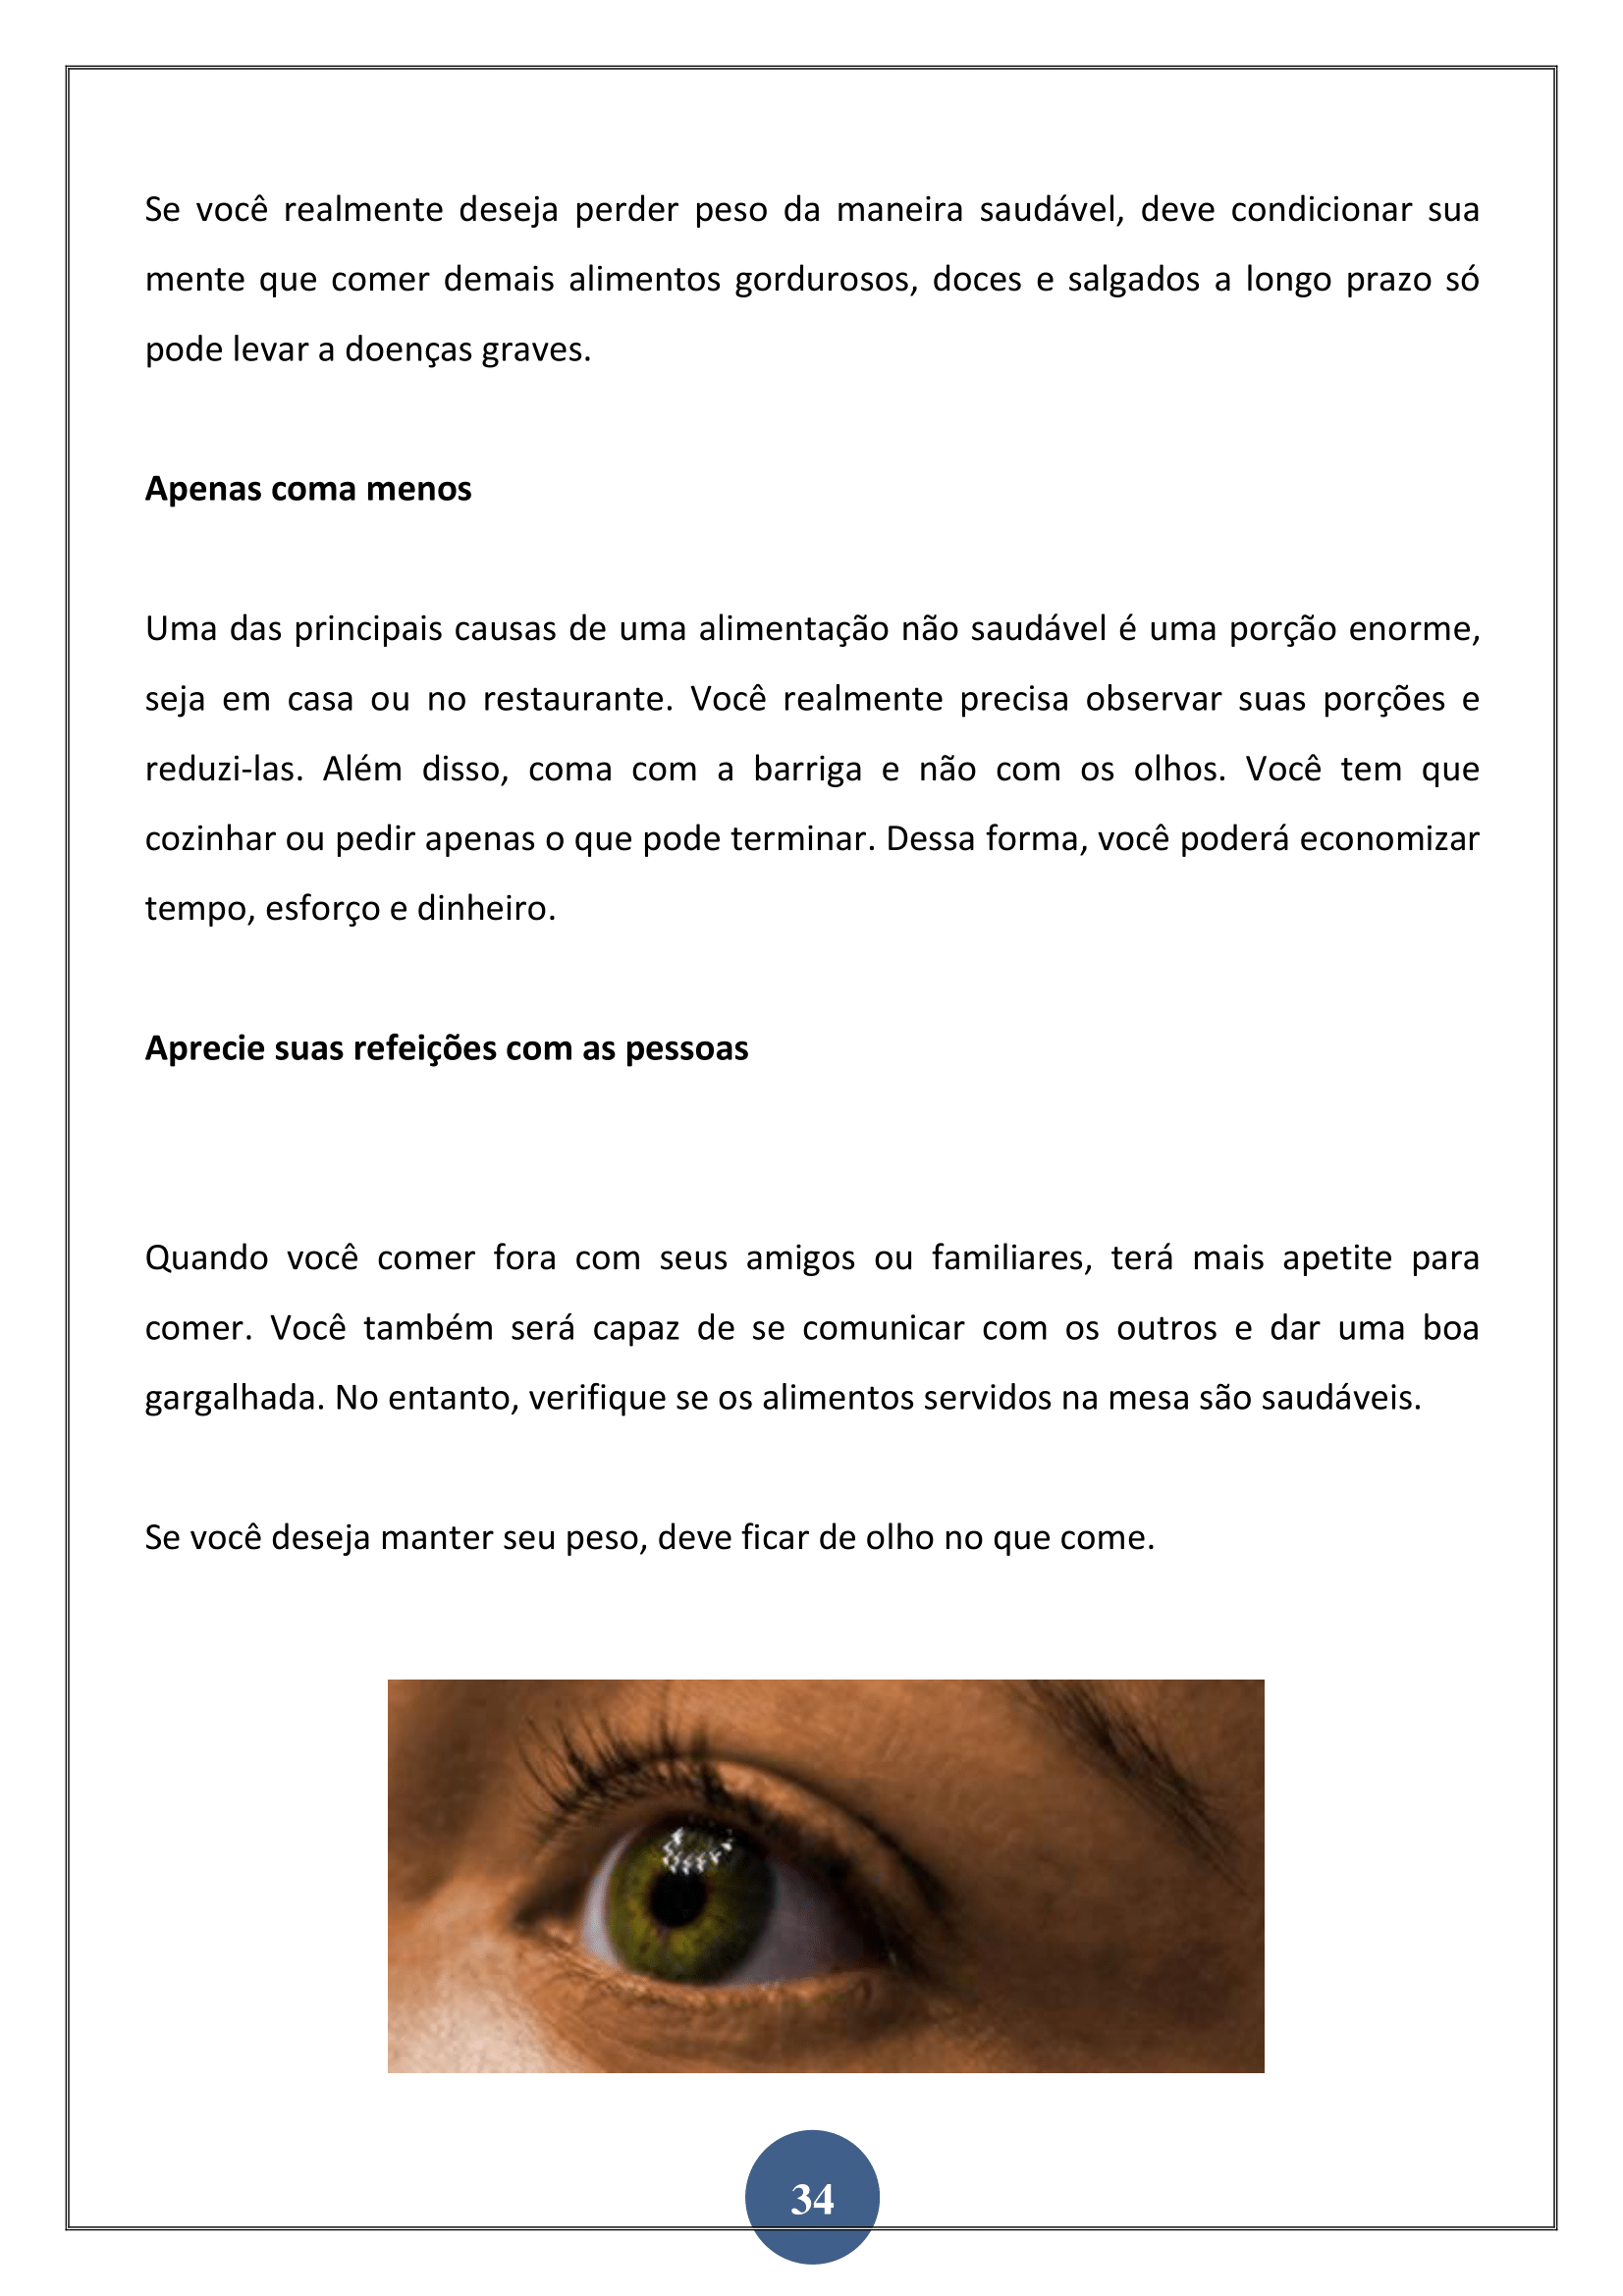 Se você realmente deseja perder peso da maneira saudável, deve condicionar sua
mente que comer demais alimentos gordurosos, doces e salgados a longo prazo só
pode levar a doenças graves.
Apenas coma menos
Uma das principais causas de uma alimentação não saudável é uma porção enorme,
seja em casa ou no restaurante. Você realmente precisa observar suas porções e
reduzi-las. Além disso, coma com a barriga e não com os olhos. Você tem que
cozinhar ou pedir apenas o que pode terminar. Dessa forma, você poderá economizar
tempo, esforço e dinheiro.
Aprecie suas refeições com as pessoas
Quando você comer fora com seus amigos ou familiares, terá mais apetite para
comer. Você também será capaz de se comunicar com os outros e dar uma boa
gargalhada. No entanto, verifique se os alimentos servidos na mesa são saudáveis.
Se você deseja manter seu peso, deve ficar de olho no que come.
34